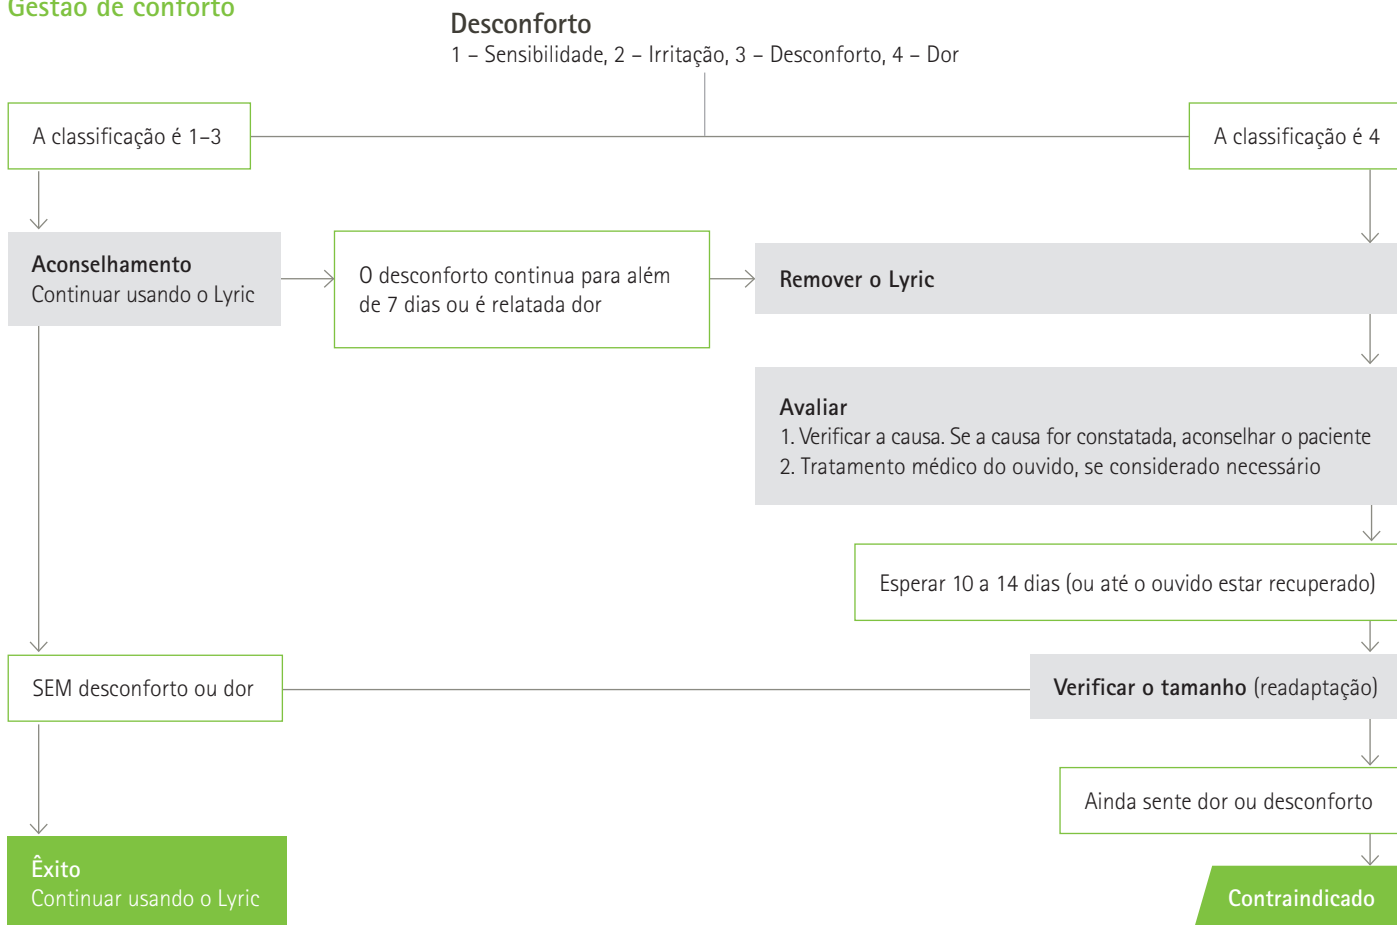 Gestão de conforto
Desconforto
1 – Sensibilidade, 2 – Irritação, 3 – Desconforto, 4 – Dor
A classificação é 1–3
A classificação é 4
Aconselhamento
Continuar usando o Lyric
O desconforto continua para além
de 7 dias ou é relatada dor
Remover o Lyric
Avaliar
1. Verificar a causa. Se a causa for constatada, aconselhar o paciente
2. Tratamento médico do ouvido, se considerado necessário
Esperar 10 a 14 dias (ou até o ouvido estar recuperado)
SEM desconforto ou dor
Verificar o tamanho (readaptação)
Ainda sente dor ou desconforto
Êxito
Continuar usando o Lyric
Contraindicado